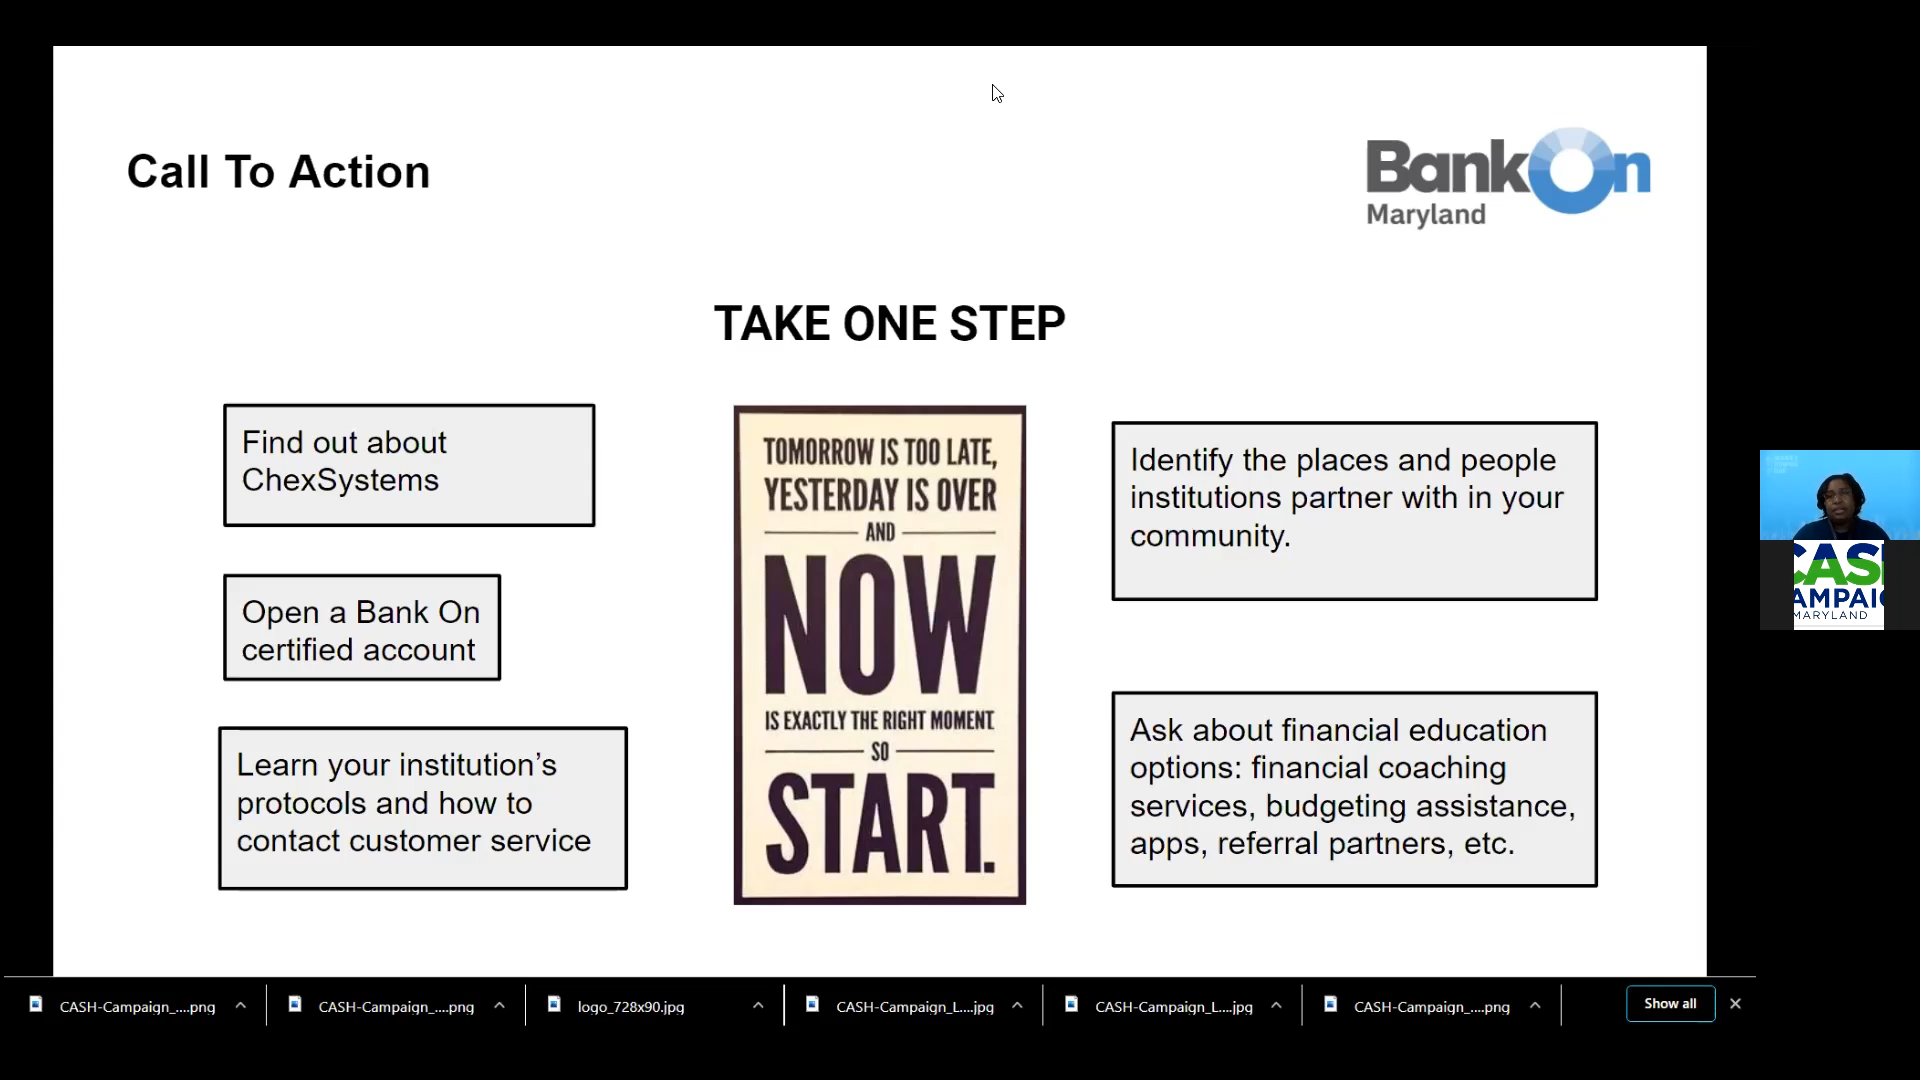 Call To Action
BankOn
Maryland
TAKE ONE STEP
Find out about
ChexSystems
Open a Bank On
certified account
Learn your institution’s
protocols and how to
contact customer service
TOMORROW IS TOO LATE,
YESTERDAY IS OVER
AND
NOW
IS EXACTLY THE RIGHT MOMENT
SO
START.
Identify the places and people
institutions partner with in your
community.
Ask about financial education
options: financial coaching
services, budgeting assistance,
apps, referral partners, etc.
CAS
AMPAI
MARYLAND
CASH-Campaign_....png
CASH-Campaign_....png
logo_728x90.jpg
CASH-Campaign_L....jpg
CASH-Campaign_L....jpg
CASH-Campaign_....png
Show all